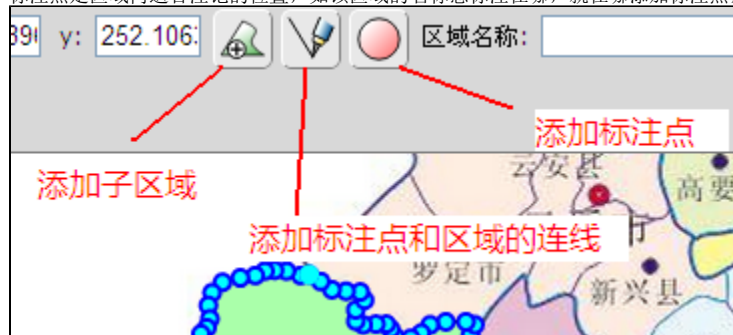 y: 252.106
区域名称:
添加标注点
添加子区域
云安县
高要
添加标注点和区域的连线
市
罗定市
新兴县